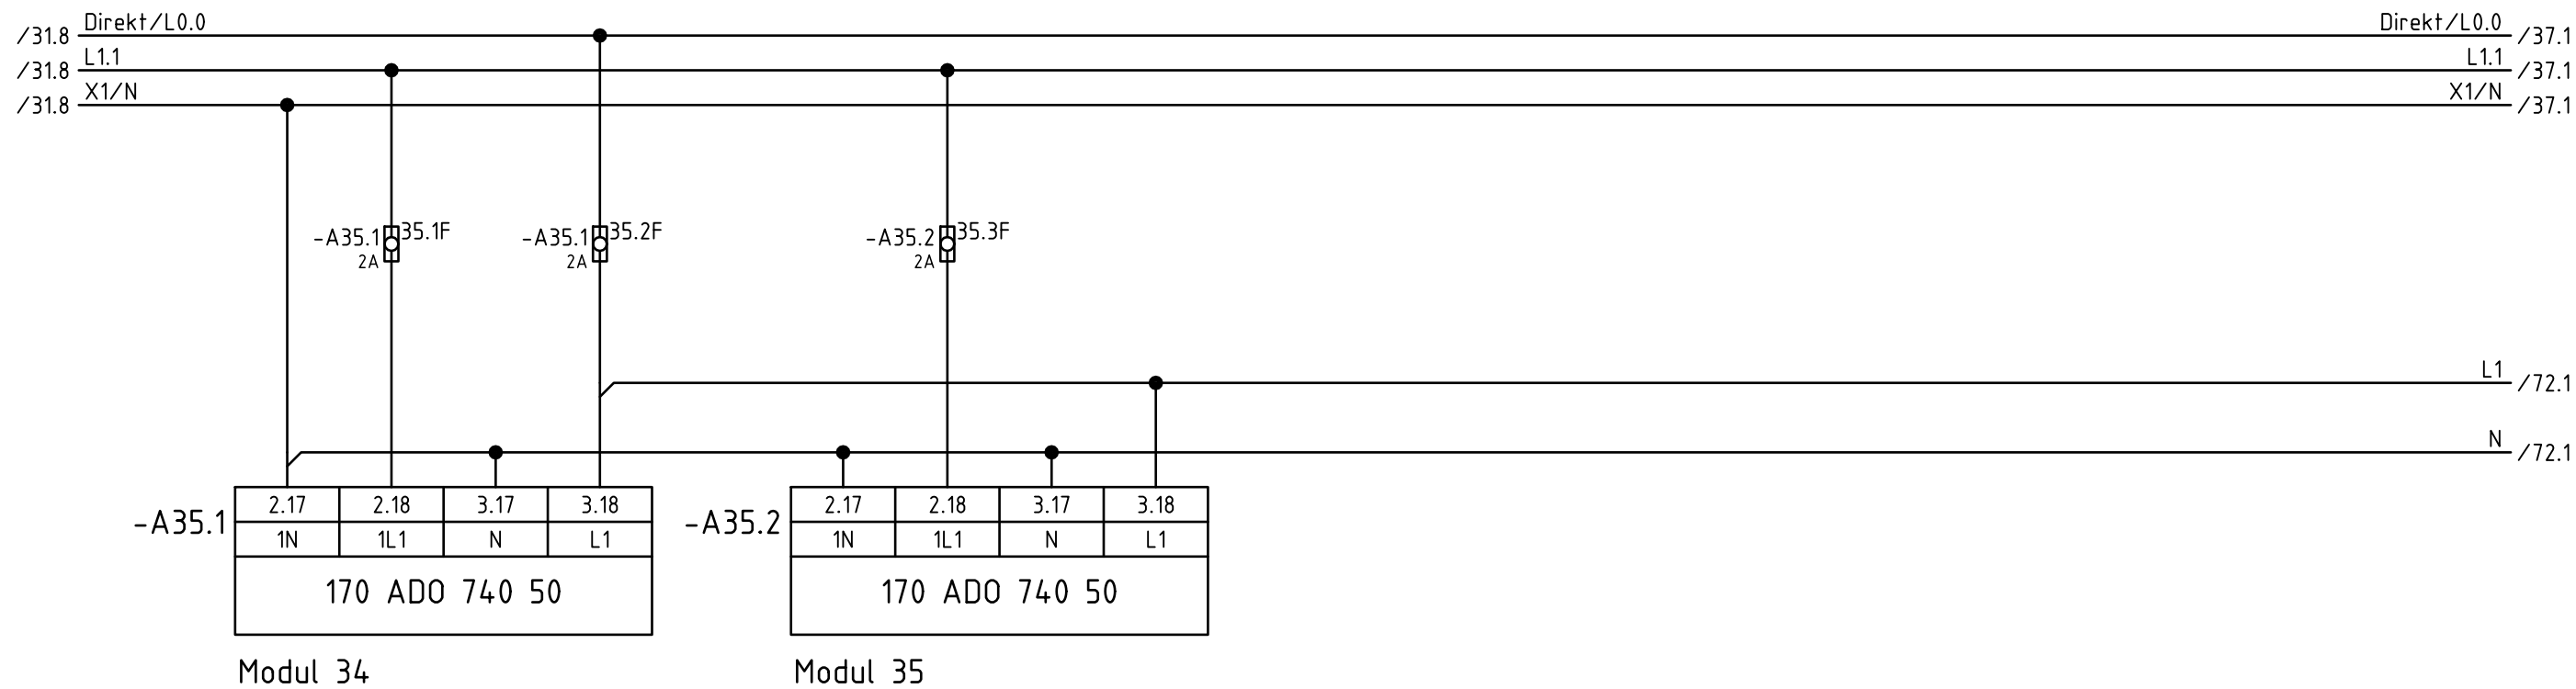 Direkt/L0.0 Direkt/L0.0
/31.8 /37.1
L1.1 L1.1
/31.8 /37.1
X1/N X1/N
/31.8 /37.1
-A35.1 35.1F -A35.1 35.2F -A35.2 35.3F
2A 2A 2A
L1
/72.1
N
/72.1
2.17 2.18 3.17 3.18 2.17 2.18 3.17 3.18
-A35.1 -A35.2
1N 1L1 N L1 1N 1L1 N L1
170 ADO 740 50 170 ADO 740 50
Modul 34 Modul 35